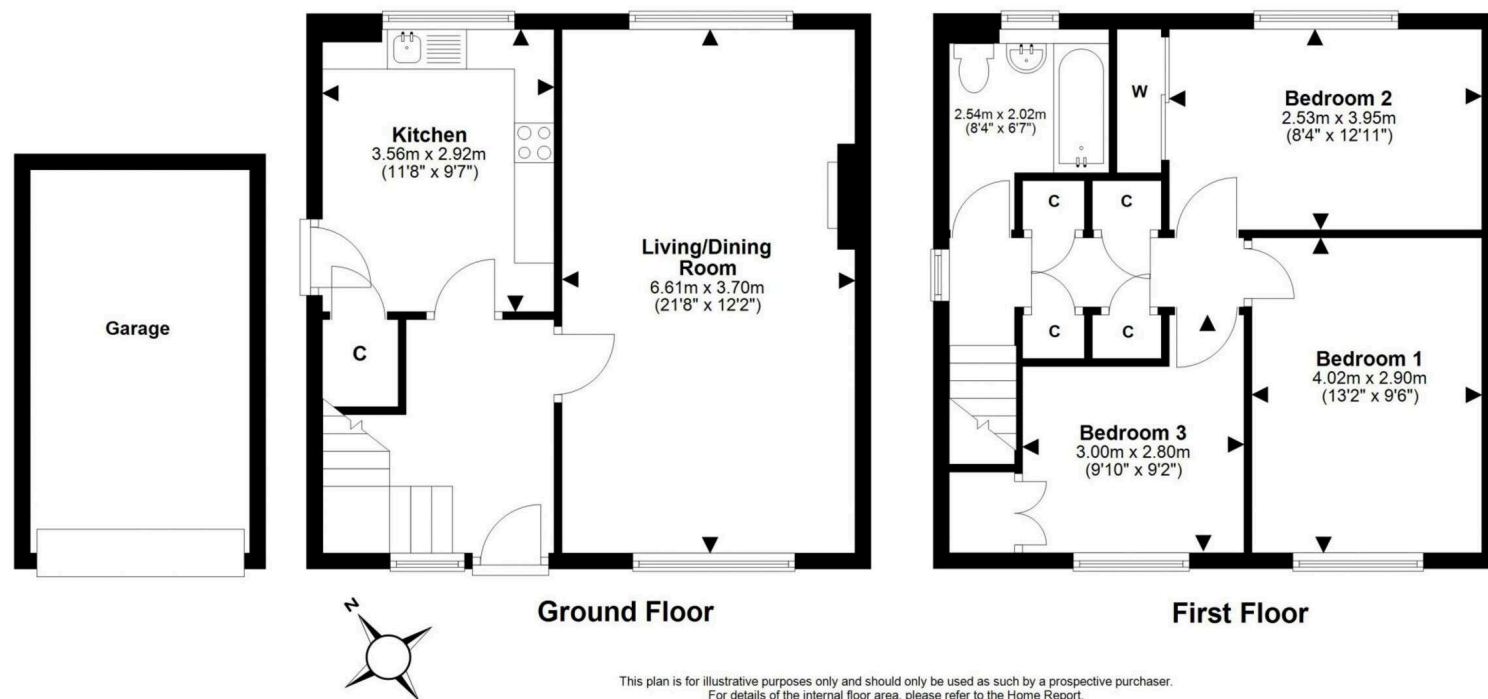 Garage
Kitchen
3.56m x 2.92m
(11'8" x 9'7")
C
Living/Dining
Room
6.61m x 3.70m
(21'8" x 12'2")
Ground Floor
N
2.54m x 2.02m
(8'4" x 6'7")
W
Bedroom 2
2.53m x 3.95m
(8'4" x 12'11")
C
C
C
C
Bedroom 1
4.02m x 2.90m
(13'2" x 9'6")
Bedroom 3
3.00m x 2.80m
(9'10" x 9'2")
First Floor
This plan is for illustrative purposes only and should only be used as such by a prospective purchaser.
For details of the internal floor area, please refer to the Home Report.